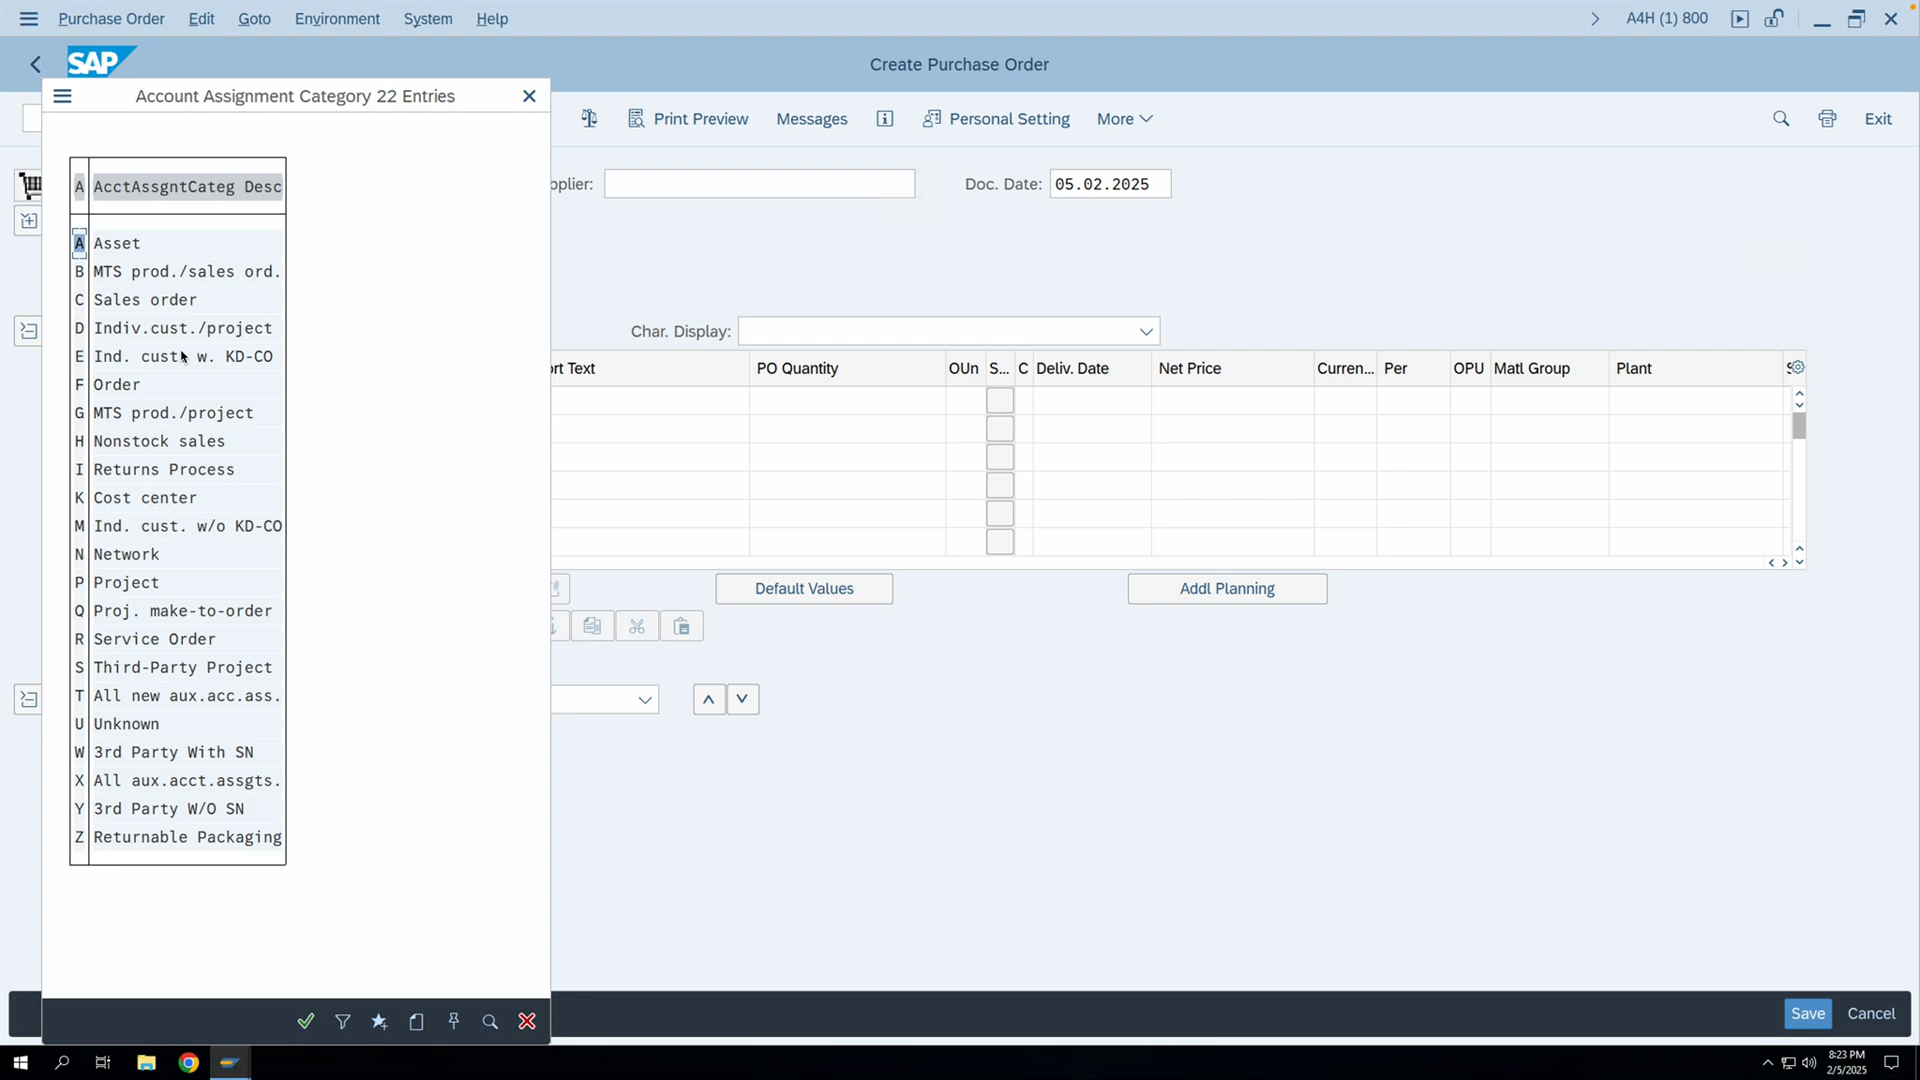 Purchase Order Edit Goto Environment System Help A4H (1) 800
SAP Create Purchase Order
Account Assignment Category 22 Entries
Print Preview Messages Personal Setting More Exit
pplier: Doc. Date: 05.02.2025
A AcctAssgntCateg Desc
A Asset
B MTS prod./sales ord.
C Sales order
D Indiv.cust./project
E Ind. cust. w. KD-CO
F Order
G MTS prod./project
H Nonstock sales
I Returns Process
K Cost center
M Ind. cust. w/o KD-CO
N Network
P Project
Q Proj. make-to-order
R Service Order
S Third-Party Project
T All new aux.acc.ass.
U Unknown
W 3rd Party With SN
X All aux.acct.assgts.
Y 3rd Party W/O SN
Z Returnable Packaging
Char. Display:
rt Text PO Quantity OUn S... C Deliv. Date Net Price Curren... Per OPU Matl Group Plant
Default Values Addl Planning
Save Cancel
8:23 PM
2/5/2025